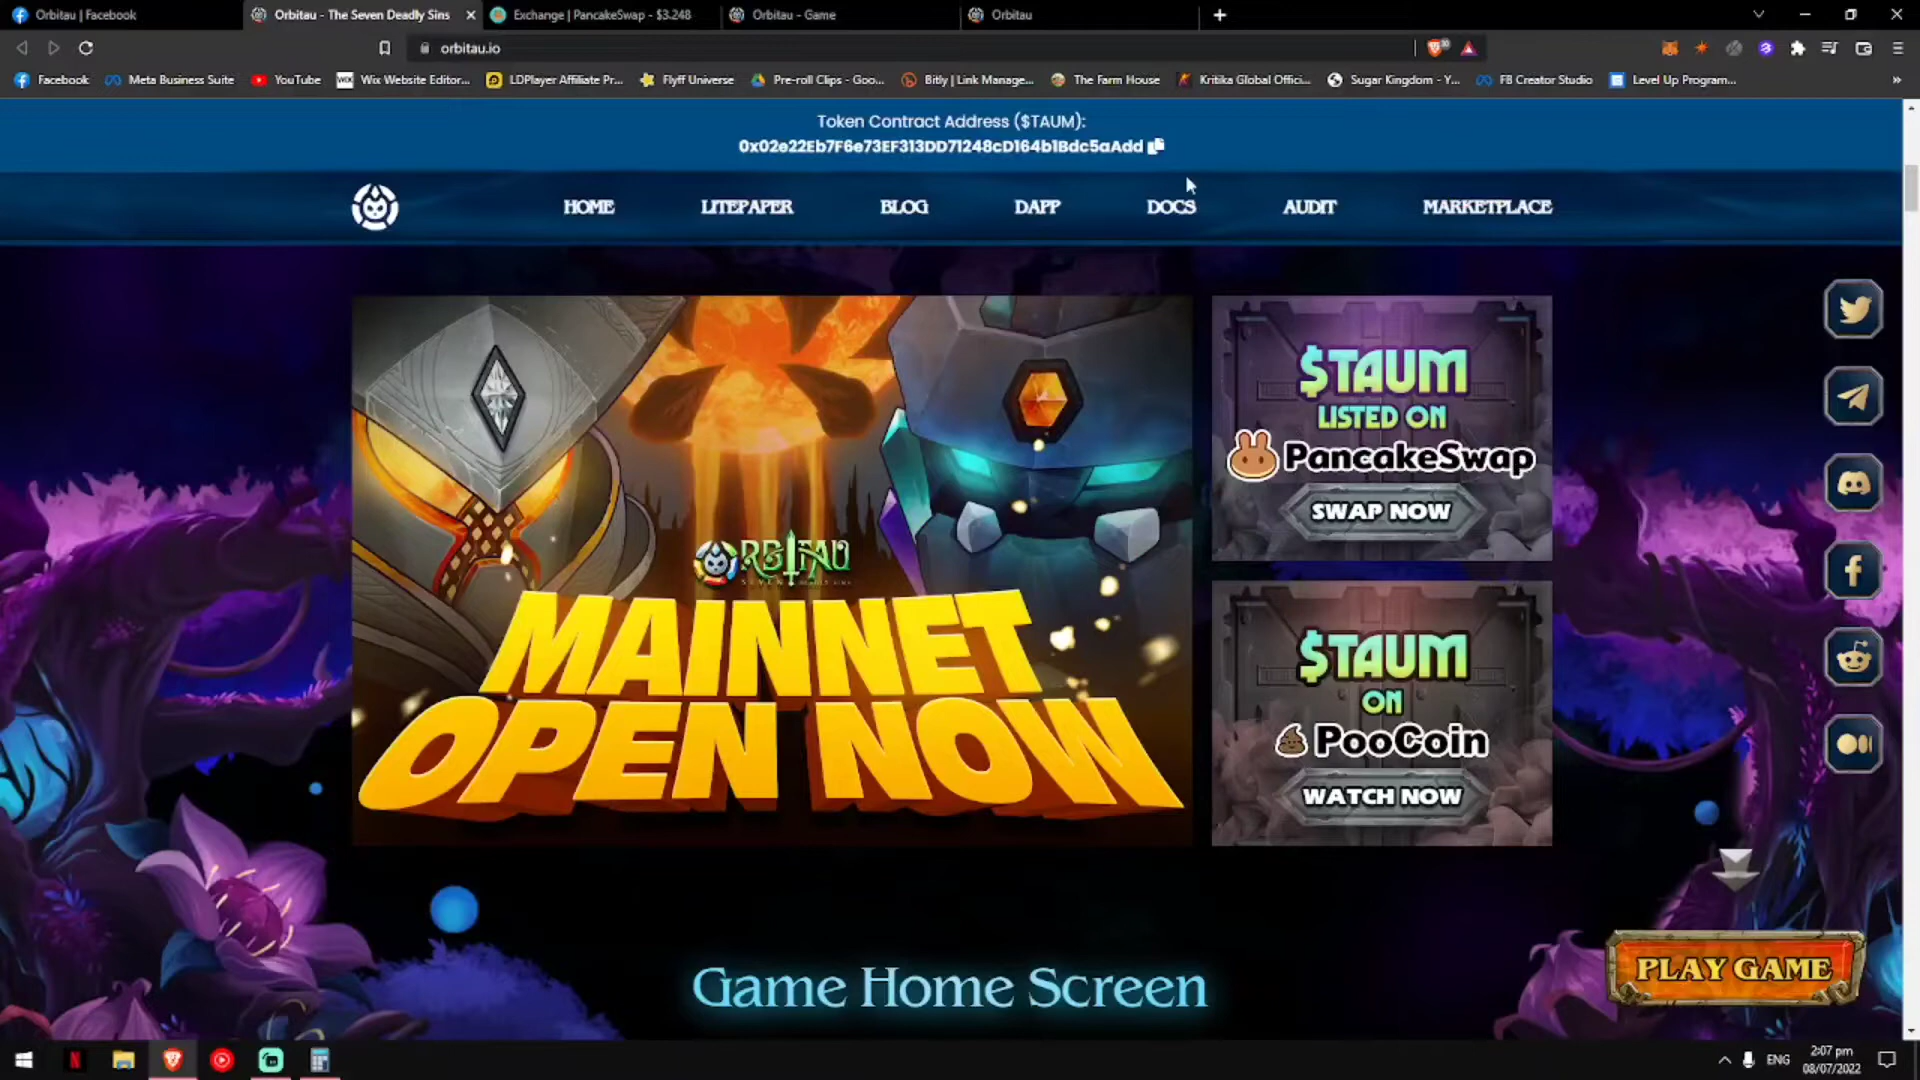 Orbitau | Facebook
Orbitau - The Seven Deadly Sins
Exchange | PancakeSwap - $3.248
Orbitau - Game
Orbitau
orbitau.io
Facebook
Meta Business Suite
YouTube
Wix Website Editor...
LDPlayer Affiliate Pr...
Flyff Universe
Pre-roll Clips - Goo...
Bitly | Link Manage...
The Farm House
Kritika Global Offici...
Sugar Kingdom - Y...
FB Creator Studio
Level Up Program...
Token Contract Address ($TAUM):
0x02e22Eb7F6e73EF313DD71248cD164b1Bdc5aAdd
HOME
LITEPAPER
BLOG
DAPP
DOCS
AUDIT
MARKETPLACE
$TAUM
LISTED ON
PancakeSwap
SWAP NOW
ORBITAU
MAINNET
OPEN NOW
$TAUM
ON
PooCoin
WATCH NOW
PLAY GAME
Game Home Screen
ENG
2:07 pm
08/07/2022